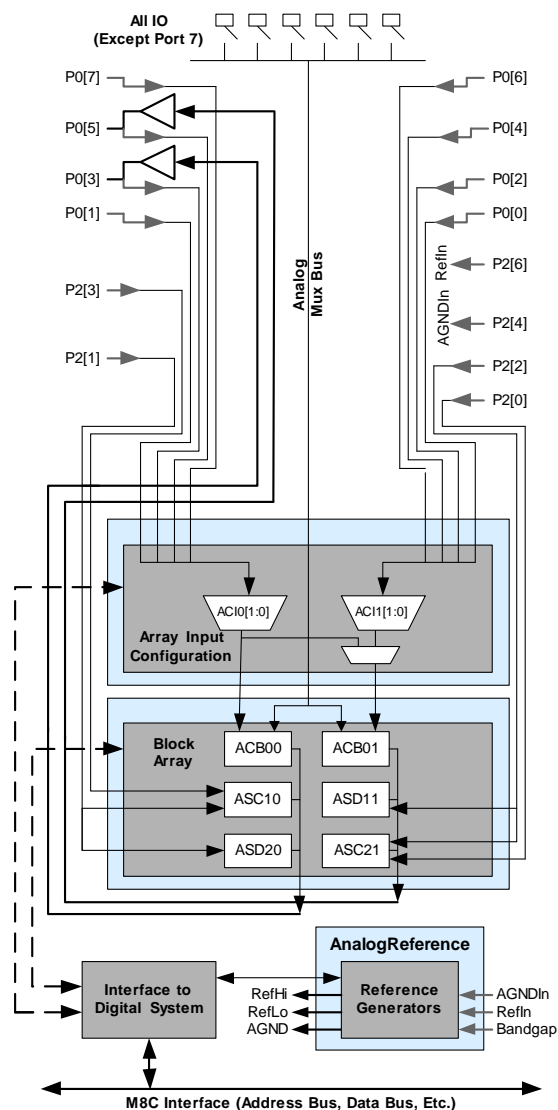 All IO
(Except Port 7)
P0[7]
P0[6]
P0[5]
P0[4]
P0[3]
P0[2]
P0[1]
P0[0]
P2[3]
P2[6]
P2[1]
P2[4]
P2[2]
P2[0]
AGNDIn RefIn
Analog
Mux Bus
ACI0[1:0]
ACI1[1:0]
Array Input
Configuration
Block
Array
ACB00
ACB01
ASC10
ASD11
ASD20
ASC21
AnalogReference
Interface to
Digital System
Reference
Generators
RefHi
RefLo
AGND
AGNDIn
RefIn
Bandgap
M8C Interface (Address Bus, Data Bus, Etc.)